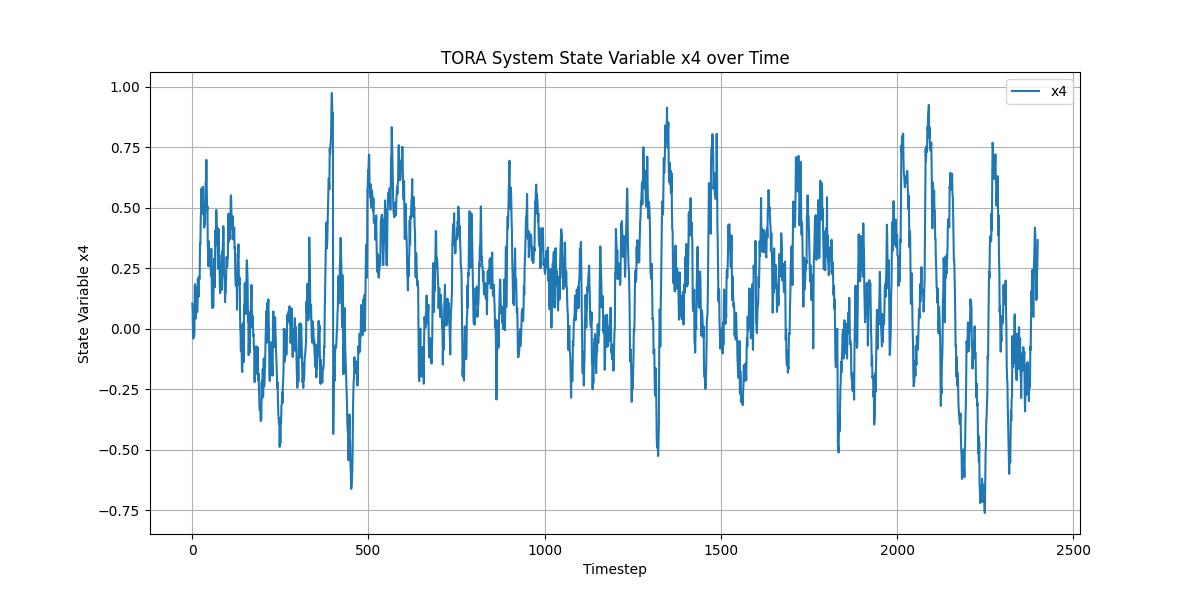 TORA System State Variable x4 over Time
x4
1.00
0.75
0.50
0.25
0.00
−0.25
−0.50
−0.75
State Variable x4
0 500 1000 1500 2000 2500
Timestep